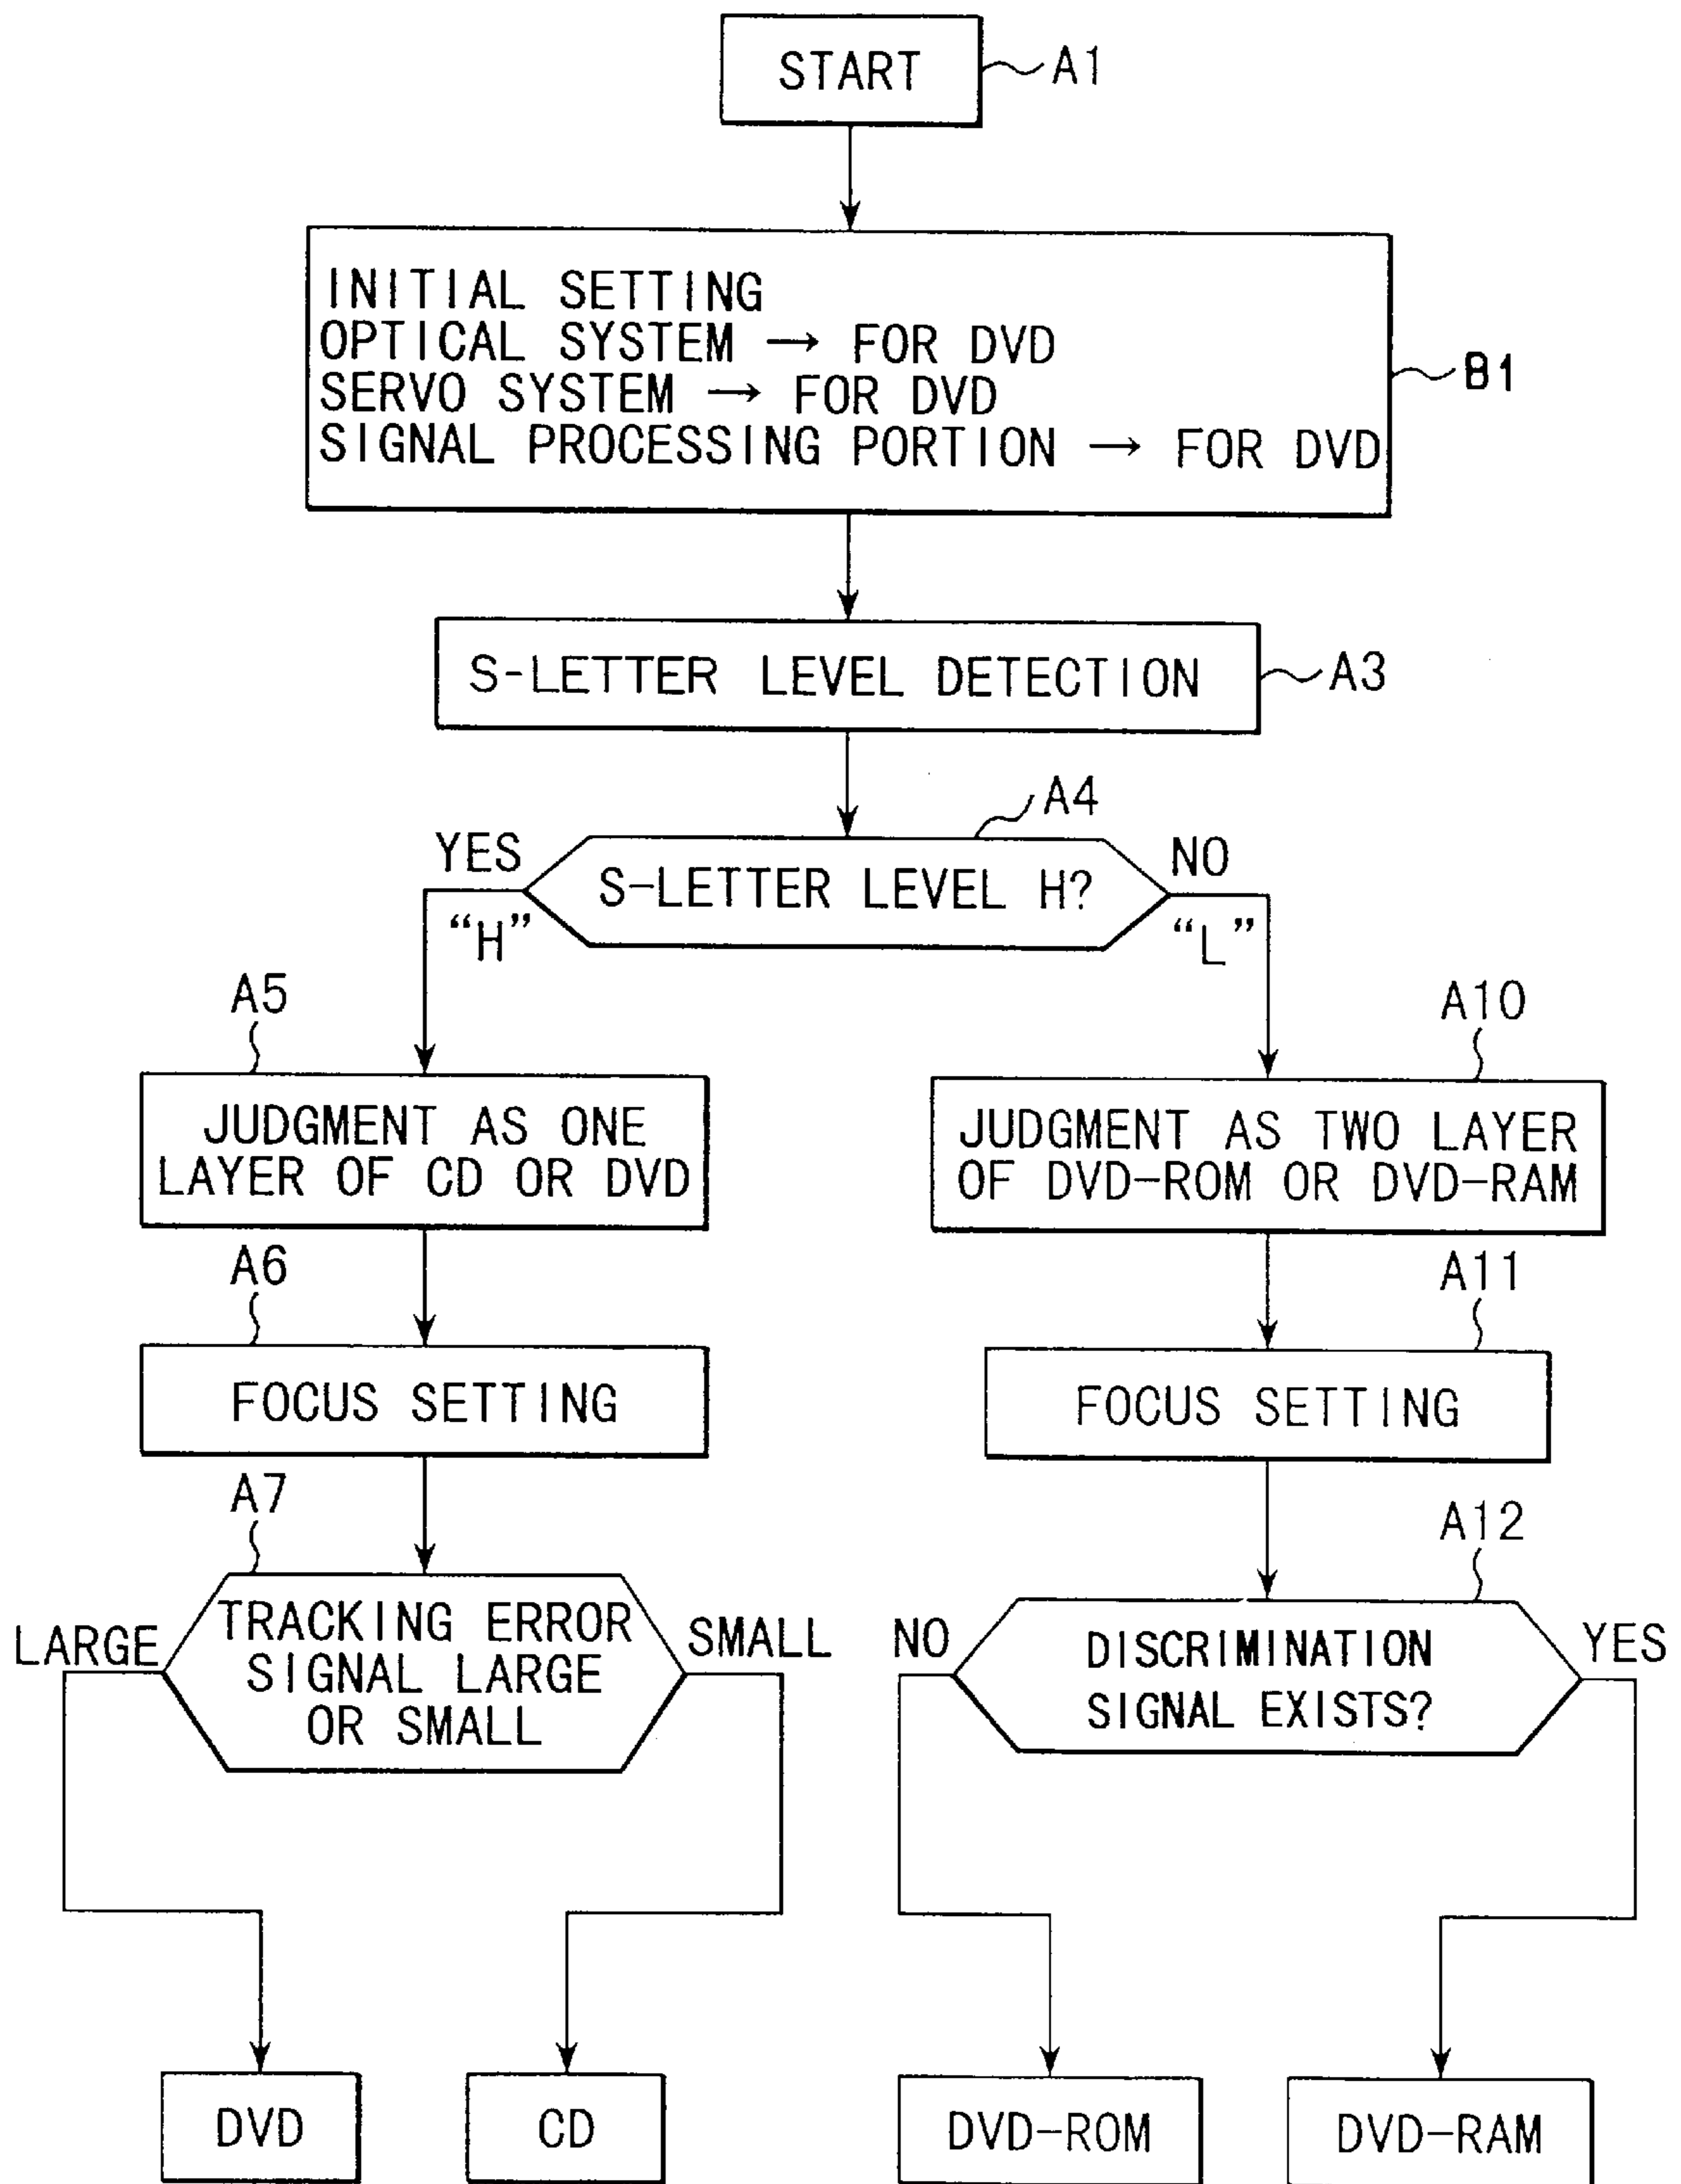 START
A1
INITIAL SETTING
OPTICAL SYSTEM → FOR DVD
SERVO SYSTEM → FOR DVD
SIGNAL PROCESSING PORTION → FOR DVD
B1
S-LETTER LEVEL DETECTION
A3
A4
YES
S-LETTER LEVEL H?
NO
“H”
“L”
A5
JUDGMENT AS ONE
LAYER OF CD OR DVD
A10
JUDGMENT AS TWO LAYER
OF DVD-ROM OR DVD-RAM
A6
FOCUS SETTING
A11
FOCUS SETTING
A7
LARGE
TRACKING ERROR
SIGNAL LARGE
OR SMALL
SMALL
A12
NO
DISCRIMINATION
SIGNAL EXISTS?
YES
DVD
CD
DVD-ROM
DVD-RAM